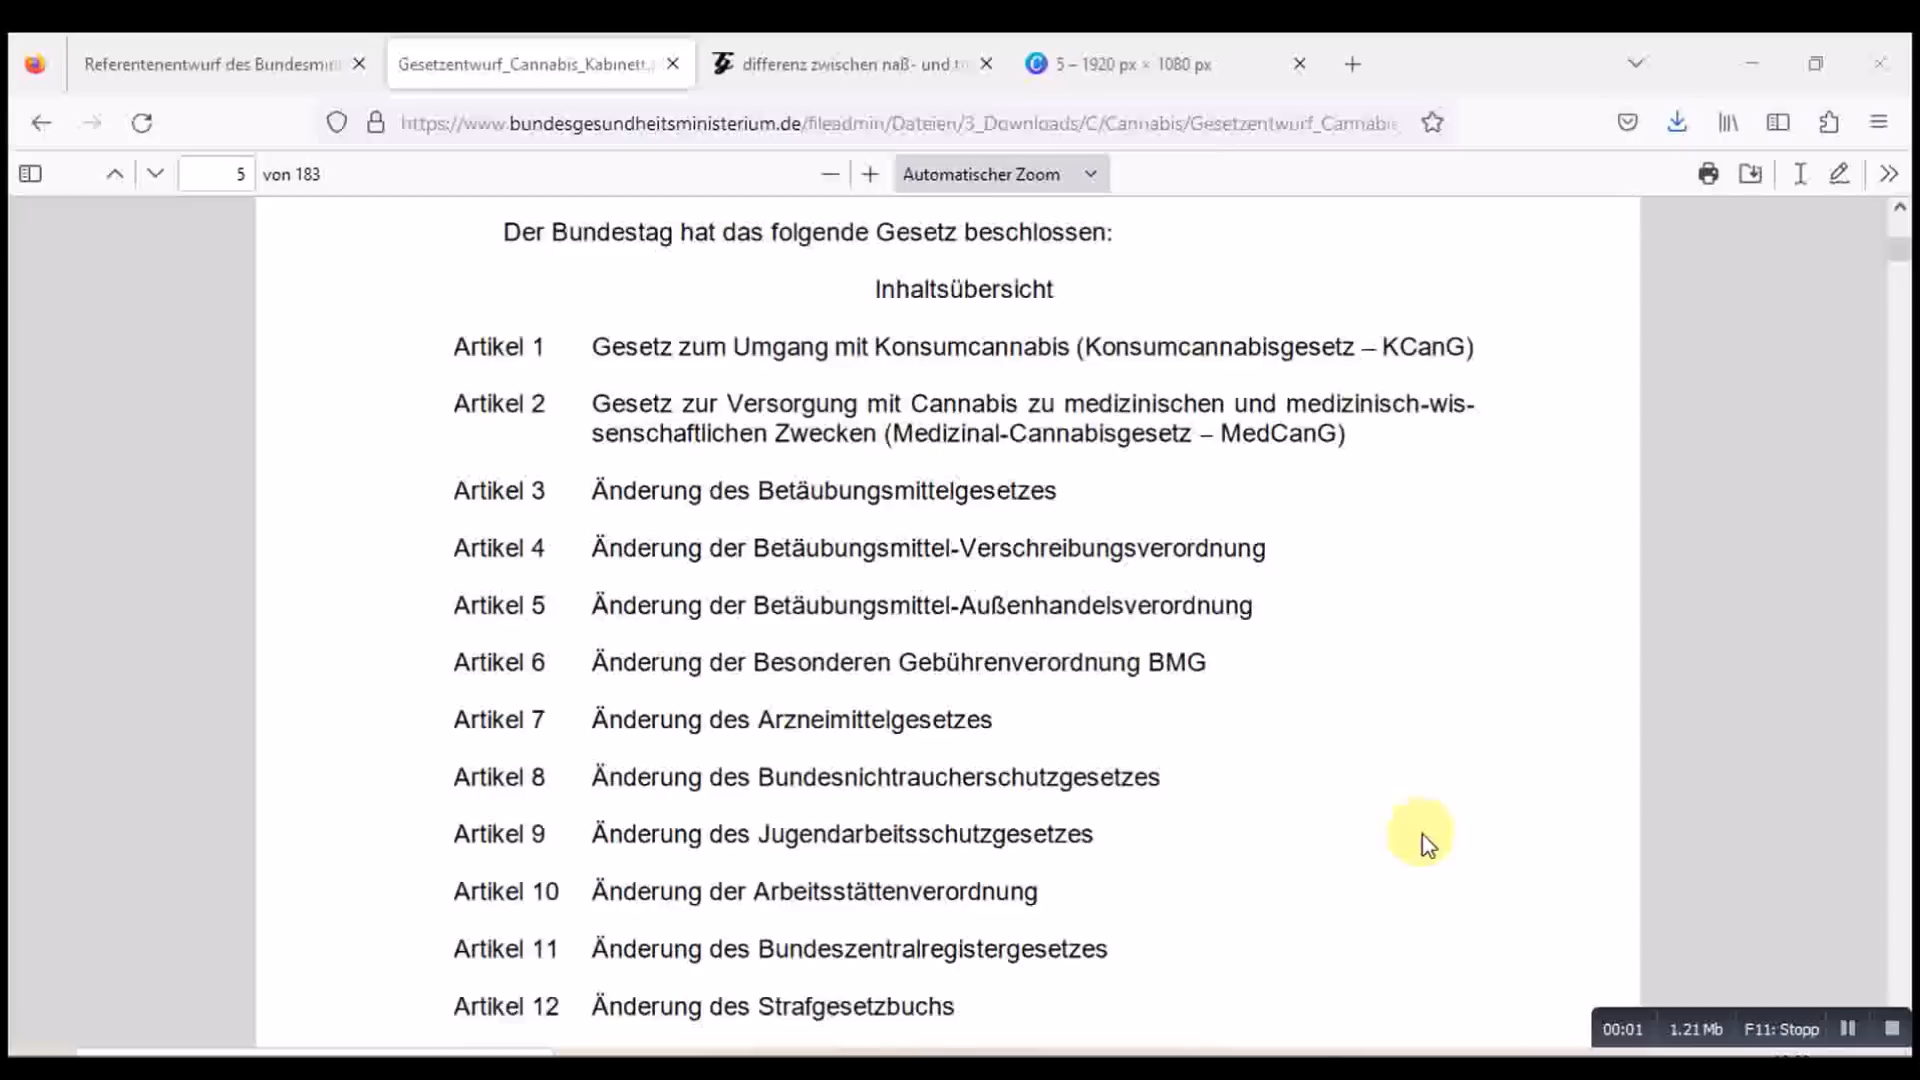 Referentenentwurf des Bundesmini
Gesetzentwurf_Cannabis_Kabinett.
differenz zwischen naß- und t
5 – 1920 px × 1080 px
https://www.bundesgesundheitsministerium.de/fileadmin/Dateien/3_Downloads/C/Cannabis/Gesetzentwurf_Cannabis
5 von 183
Automatischer Zoom
Der Bundestag hat das folgende Gesetz beschlossen:
Inhaltsübersicht
Artikel 1 Gesetz zum Umgang mit Konsumcannabis (Konsumcannabisgesetz – KCanG)
Artikel 2 Gesetz zur Versorgung mit Cannabis zu medizinischen und medizinisch-wis-
senschaftlichen Zwecken (Medizinal-Cannabisgesetz – MedCanG)
Artikel 3 Änderung des Betäubungsmittelgesetzes
Artikel 4 Änderung der Betäubungsmittel-Verschreibungsverordnung
Artikel 5 Änderung der Betäubungsmittel-Außenhandelsverordnung
Artikel 6 Änderung der Besonderen Gebührenverordnung BMG
Artikel 7 Änderung des Arzneimittelgesetzes
Artikel 8 Änderung des Bundesnichtraucherschutzgesetzes
Artikel 9 Änderung des Jugendarbeitsschutzgesetzes
Artikel 10 Änderung der Arbeitsstättenverordnung
Artikel 11 Änderung des Bundeszentralregistergesetzes
Artikel 12 Änderung des Strafgesetzbuchs
00:01 1.21 Mb F11: Stopp